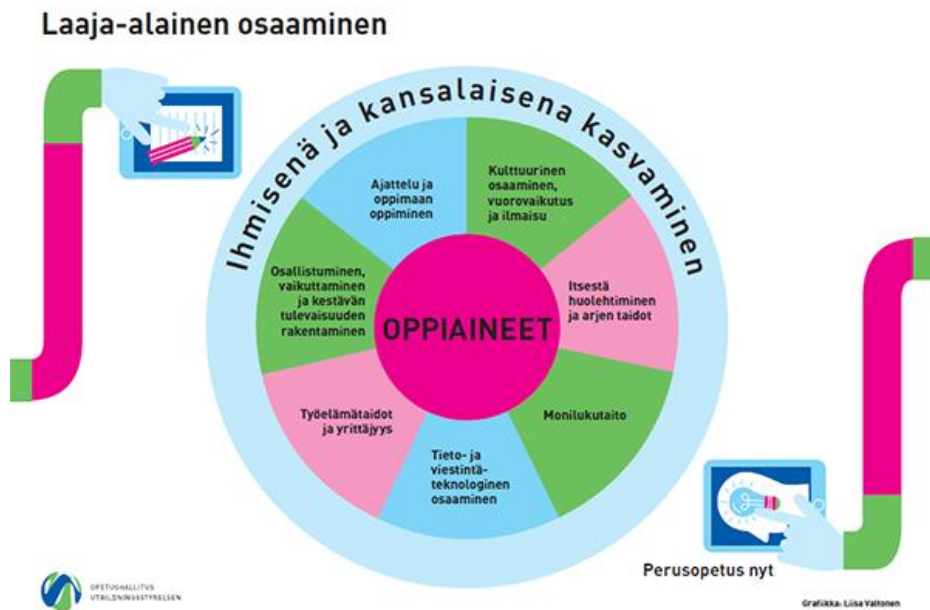 Laaja-alainen osaaminen
Ihmisenä ja kansalaisena kasvaminen
Ajattelu ja
oppimaan
oppiminen
Kulttuurinen
osaaminen,
vuorovaikutus
ja ilmaisu
Osallistuminen,
vaikuttaminen
ja kestävän
tulevaisuuden
rakentaminen
OPPIAINEET
Itsestä
huolehtiminen
ja arjen taidot
Työelämätaidot
ja yrittäjyys
Tieto- ja
viestintä-
teknologinen
osaaminen
Monilukutaito
Perusopetus nyt
OPETUSHALLITUS
UTBILDNINGSSTYRELSEN
Grafiikka: Liisa Valtonen